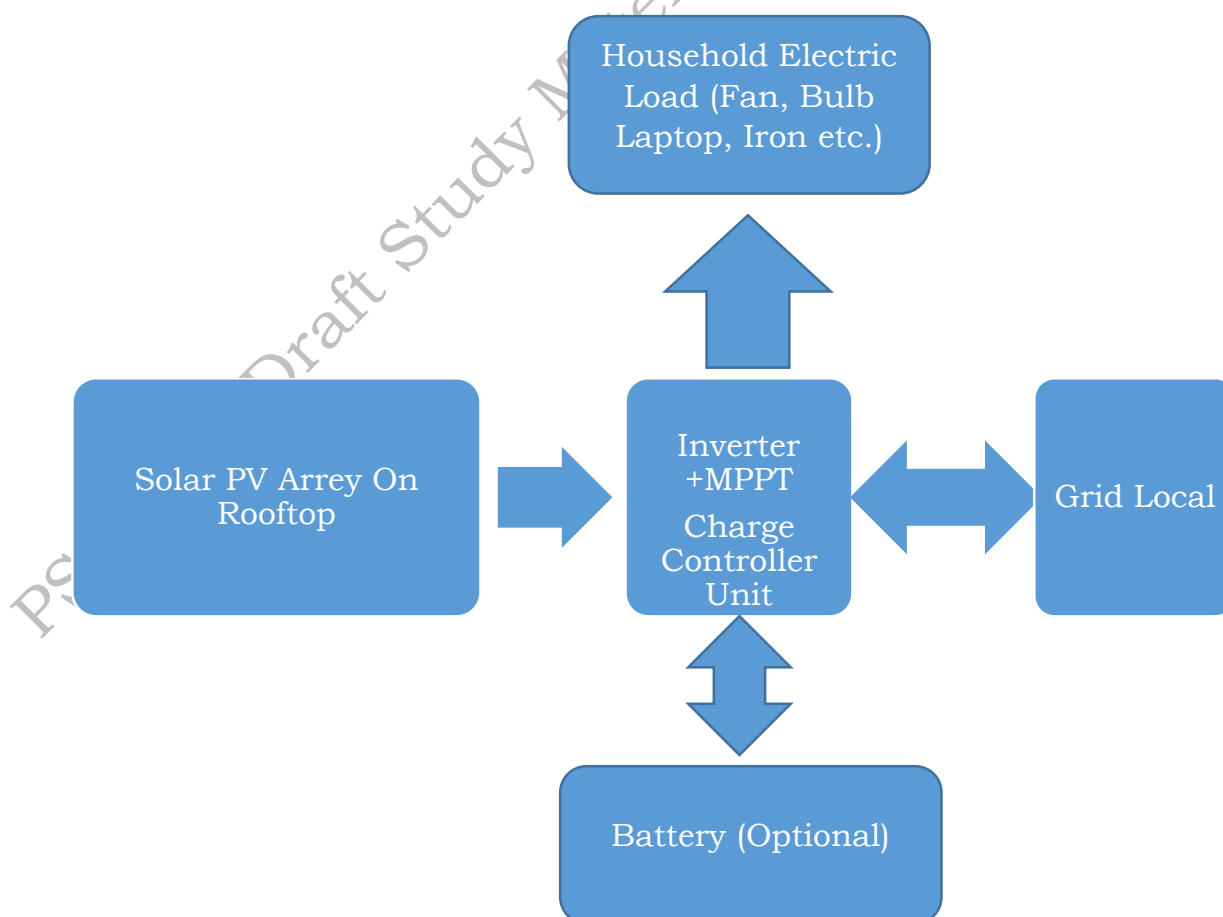 Household Electric
Load (Fan, Bulb
Laptop, Iron etc.)
Solar PV Arrey On
Rooftop
Inverter
+MPPT
Charge
Controller
Unit
Grid Local
Battery (Optional)
Draft Study